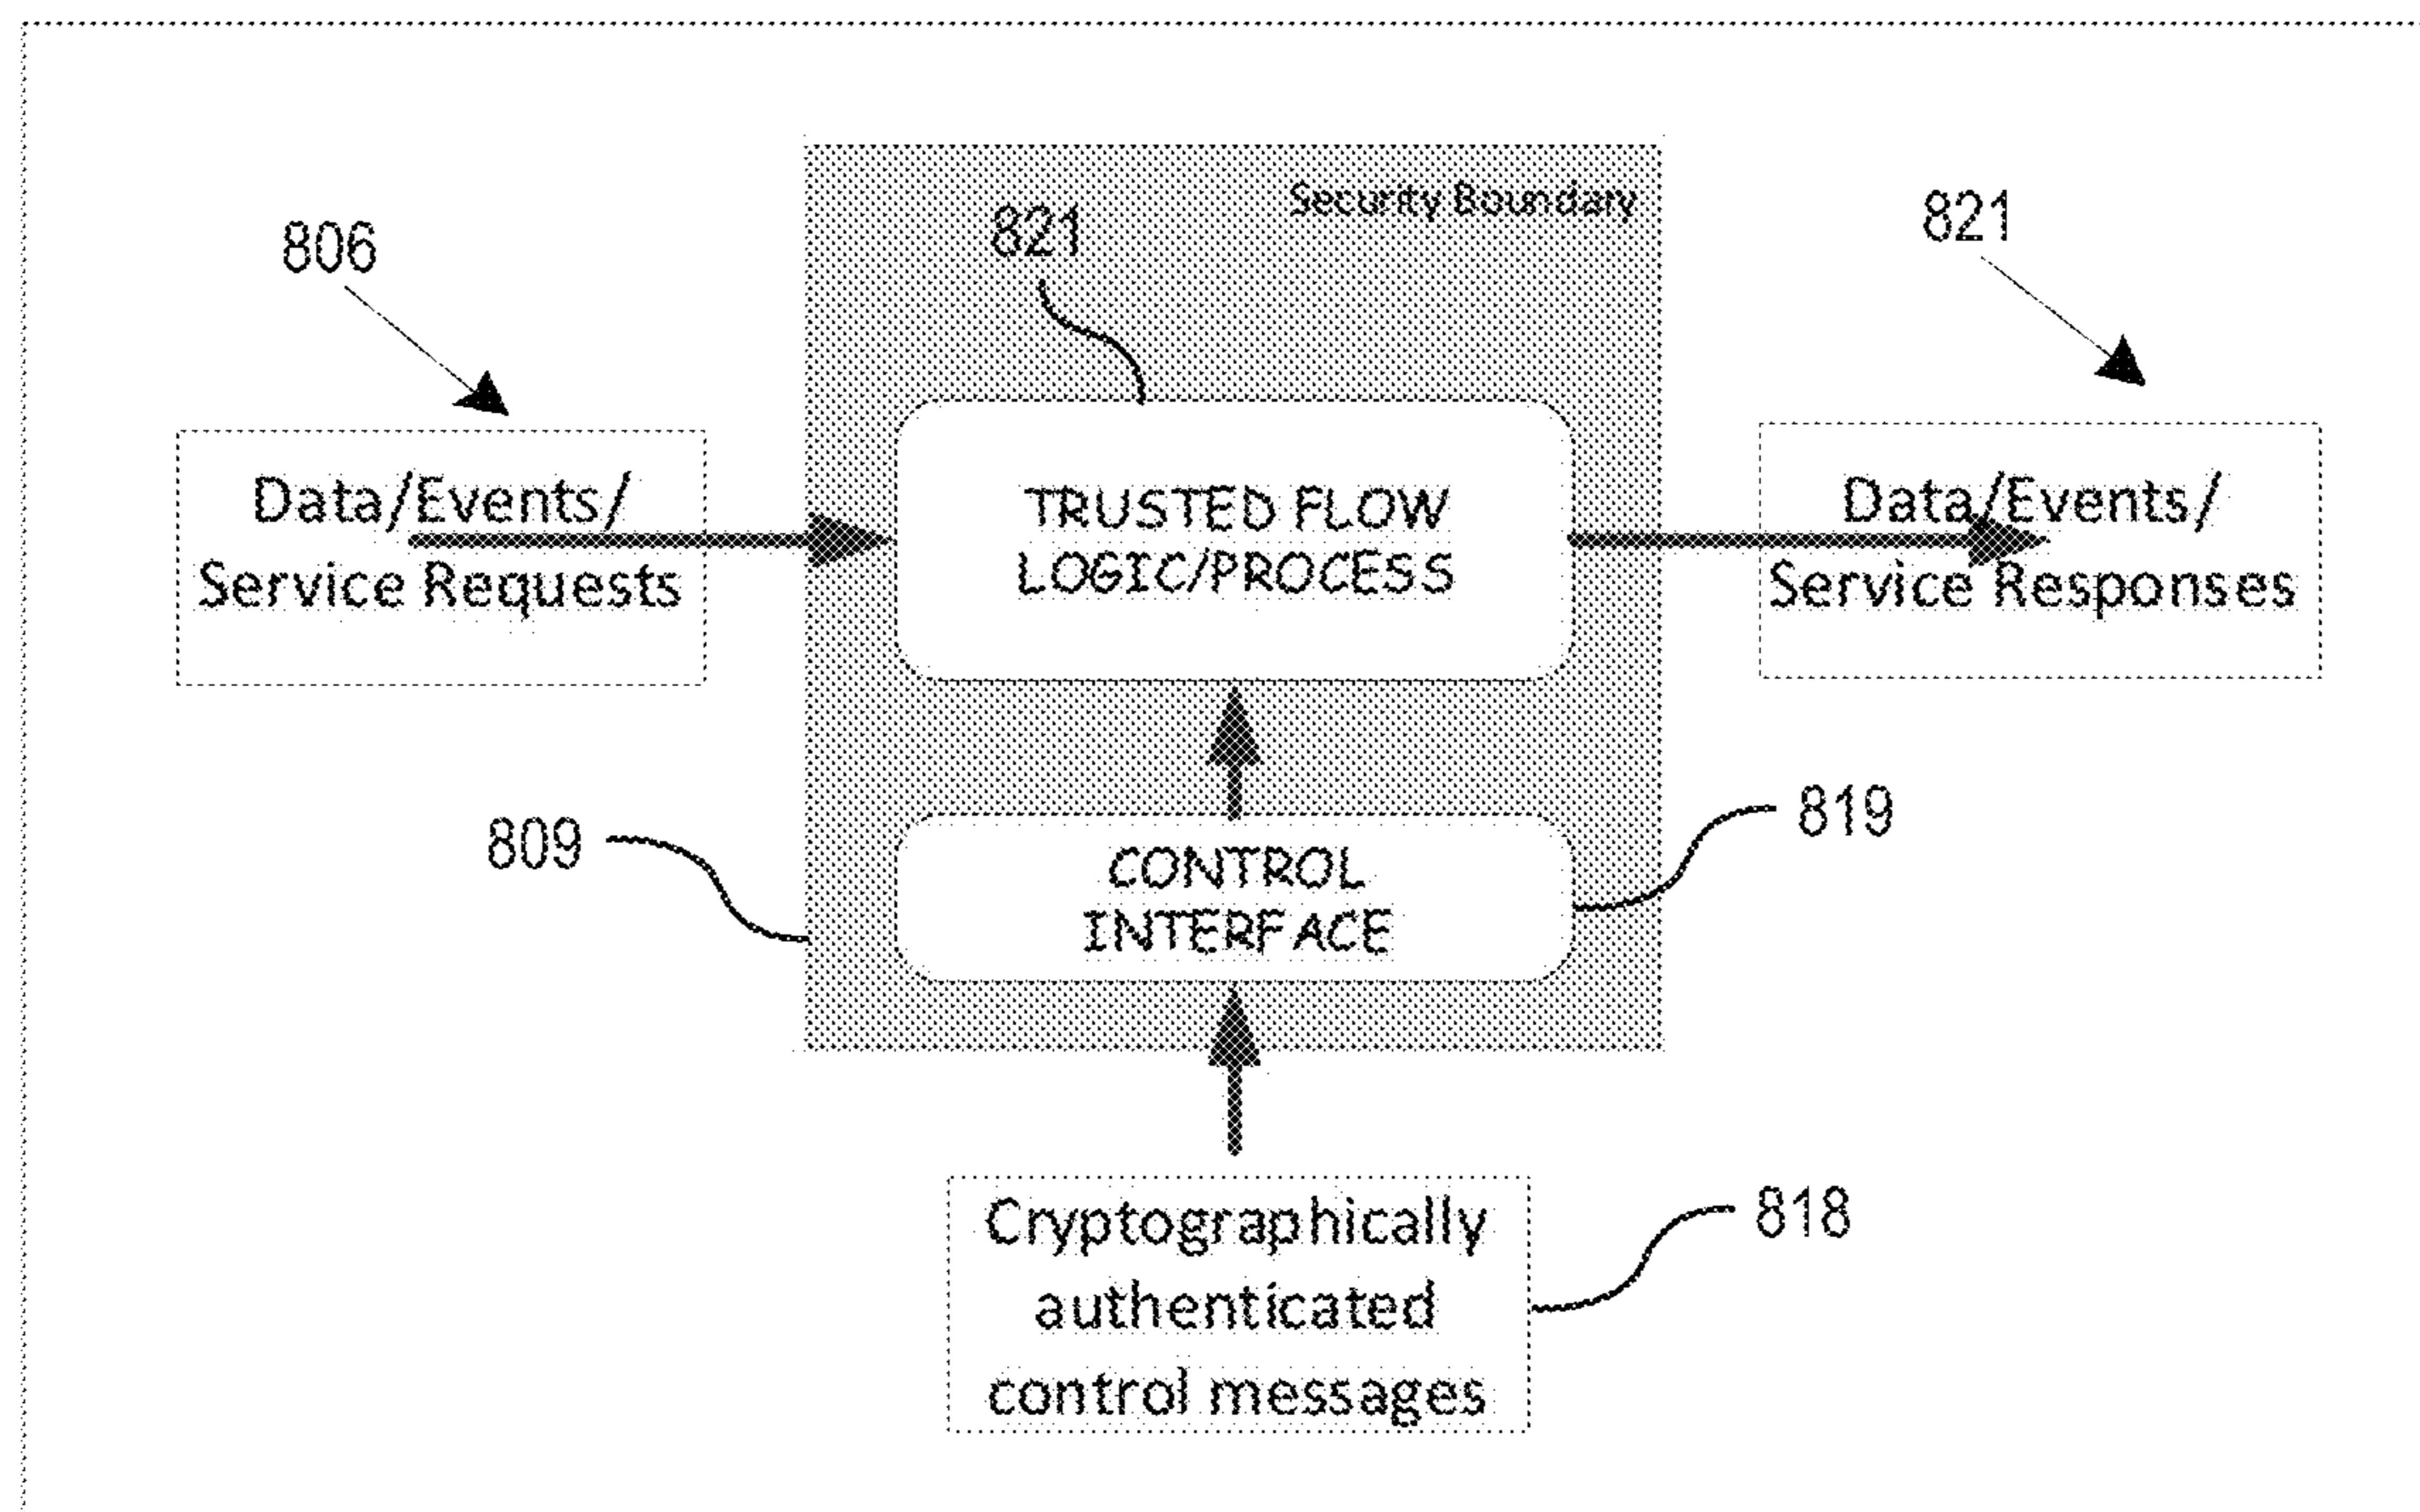 Security Boundary
806
821
821
Data/Events/
Service Requests
TRUSTED FLOW
LOGIC/PROCESS
Data/Events/
Service Responses
809
CONTROL
INTERFACE
819
Cryptographically
authenticated
control messages
818